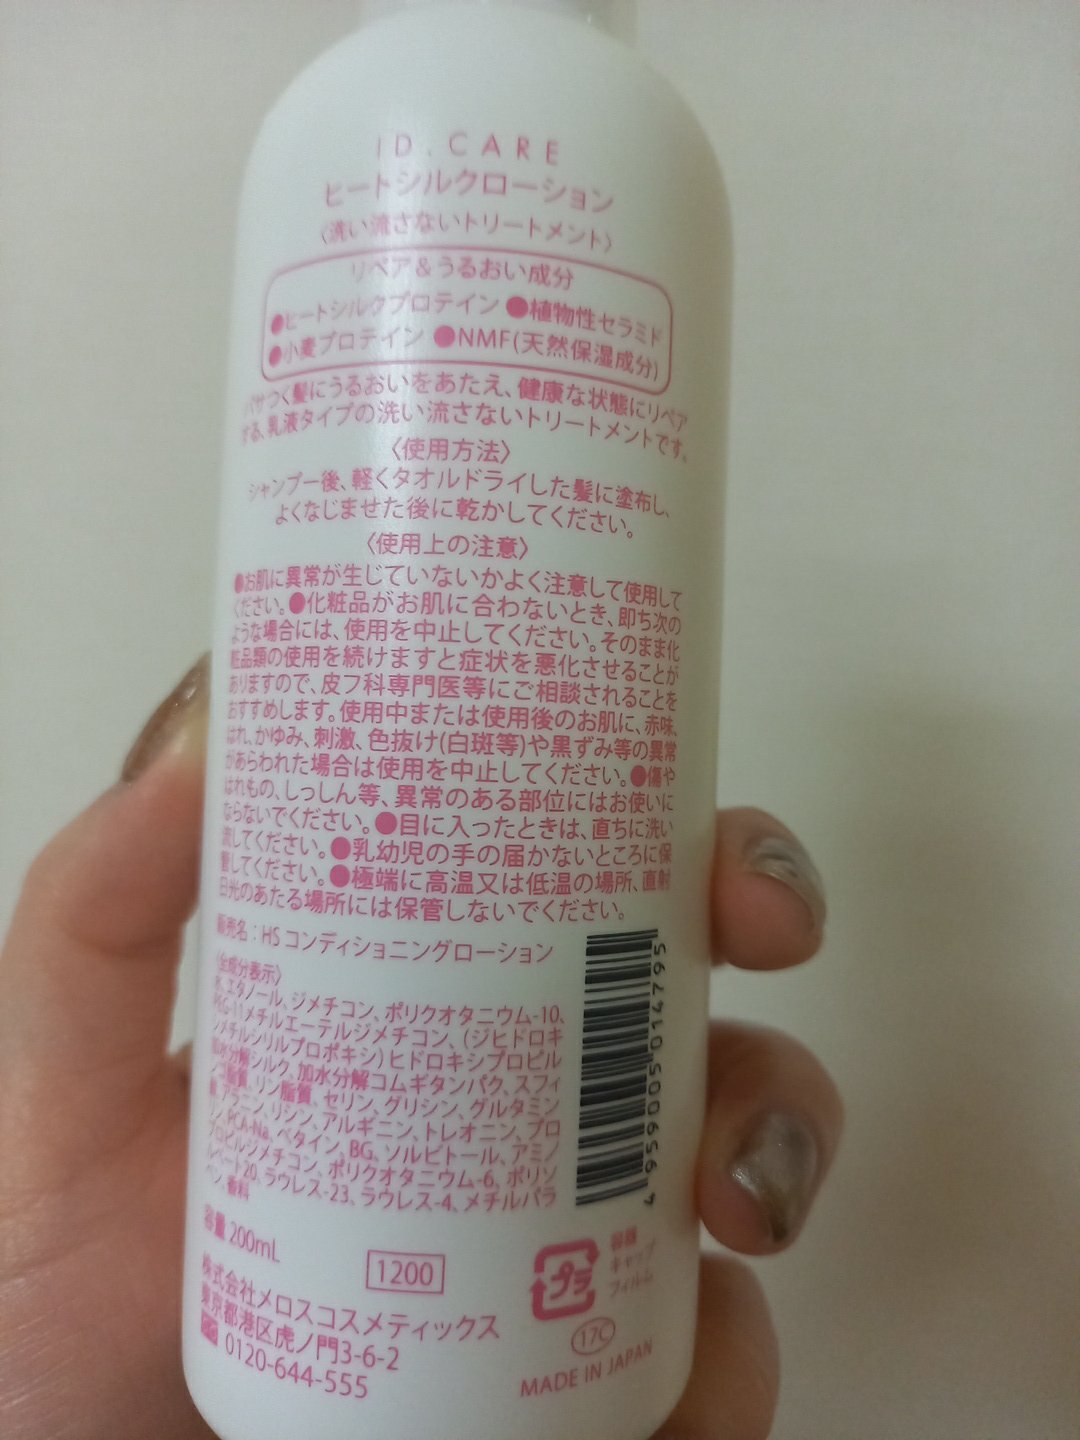 ID.CARE
ヒートシルクローション
〈洗い流さないトリートメント〉
リペア＆うるおい成分
●ヒートシルクプロテイン ●植物性セラミド
●小麦プロテイン ●NMF(天然保湿成分)
パサつく髪にうるおいをあたえ、健康な状態にリペア
する、乳液タイプの洗い流さないトリートメントです。
〈使用方法〉
シャンプー後、軽くタオルドライした髪に塗布し、
よくなじませた後に乾かしてください。
〈使用上の注意〉
●お肌に異常が生じていないかよく注意して使用して
ください。●化粧品がお肌に合わないとき、即ち次の
ような場合には、使用を中止してください。そのまま化
粧品類の使用を続けますと症状を悪化させることが
ありますので、皮フ科専門医等にご相談されることを
おすすめします。使用中または使用後のお肌に、赤味、
はれ、かゆみ、刺激、色抜け(白斑等)や黒ずみ等の異常
があらわれた場合は使用を中止してください。●傷や
はれもの、しっしん等、異常のある部位にはお使いに
ならないでください。●目に入ったときは、直ちに洗い
流してください。●乳幼児の手の届かないところに保
管してください。●極端に高温又は低温の場所、直射
日光のあたる場所には保管しないでください。
販売名：HS コンディショニングローション
〈全成分表示〉
水、エタノール、ジメチコン、ポリクオタニウム-10、
PEG-11メチルエーテルジメチコン、(ジヒドロキ
シメチルシリルプロポキシ)ヒドロキシプロピル
加水分解シルク、加水分解コムギタンパク、スフィ
ンゴ脂質、リン脂質、セリン、グリシン、グルタミン
酸、アラニン、リシン、アルギニン、トレオニン、プロ
リン、PCA-Na、ベタイン、BG、ソルビトール、アミノ
プロピルジメチコン、ポリクオタニウム-6、ポリソ
ルベート20、ラウレス-23、ラウレス-4、メチルパラ
ベン、香料
4959005014795
容量 200mL
1200
プラ
容器
キャップ
フィルム
株式会社メロスコスメティックス
東京都港区虎ノ門3-6-2
0120-644-555
17C
MADE IN JAPAN